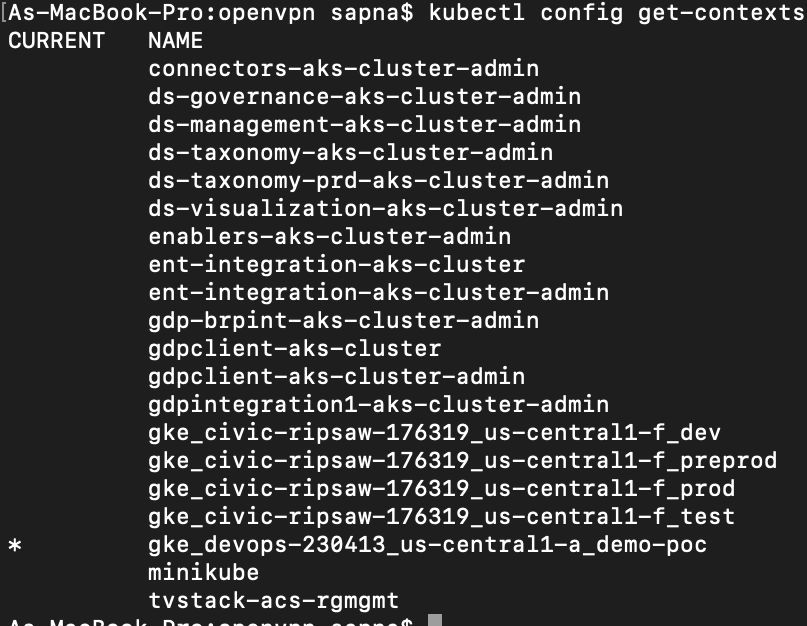 [As-MacBook-Pro:openvpn sapna$ kubectl config get-contexts
CURRENT   NAME
connectors-aks-cluster-admin
ds-governance-aks-cluster-admin
ds-management-aks-cluster-admin
ds-taxonomy-aks-cluster-admin
ds-taxonomy-prd-aks-cluster-admin
ds-visualization-aks-cluster-admin
enablers-aks-cluster-admin
ent-integration-aks-cluster
ent-integration-aks-cluster-admin
gdp-brpint-aks-cluster-admin
gdpclient-aks-cluster
gdpclient-aks-cluster-admin
gdpintegration1-aks-cluster-admin
gke_civic-ripsaw-176319_us-central1-f_dev
gke_civic-ripsaw-176319_us-central1-f_preprod
gke_civic-ripsaw-176319_us-central1-f_prod
gke_civic-ripsaw-176319_us-central1-f_test
*         gke_devops-230413_us-central1-a_demo-poc
minikube
tvstack-acs-rgmgmt
As-MacBook-Pro:openvpn sapna$